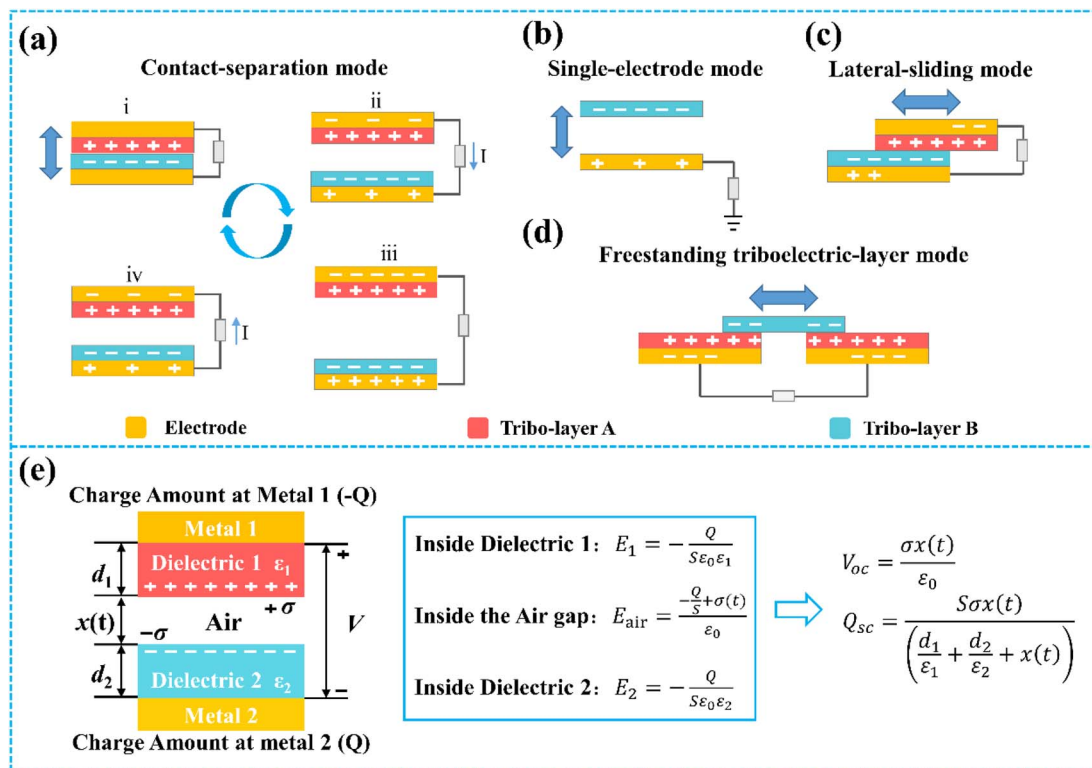 (a)
Contact-separation mode
i
ii
I
iii
iv
I
(b)
Single-electrode mode
(c)
Lateral-sliding mode
(d)
Freestanding triboelectric-layer mode
Electrode
Tribo-layer A
Tribo-layer B
(e)
Charge Amount at Metal 1 (-Q)
Metal 1
Dielectric 1 ε₁
+ + + + + + + +
+ σ
d₁
x(t)
Air
−σ
d₂
Dielectric 2 ε₂
Metal 2
+
V
−
Charge Amount at metal 2 (Q)
Inside Dielectric 1: E₁ = −Q/(Sε₀ε₁)
Inside the Air gap: E_air = (−Q/S+σ(t))/ε₀
Inside Dielectric 2: E₂ = −Q/(Sε₀ε₂)
V_oc = σx(t)/ε₀
Q_sc = Sσx(t)/(d₁/ε₁ + d₂/ε₂ + x(t))